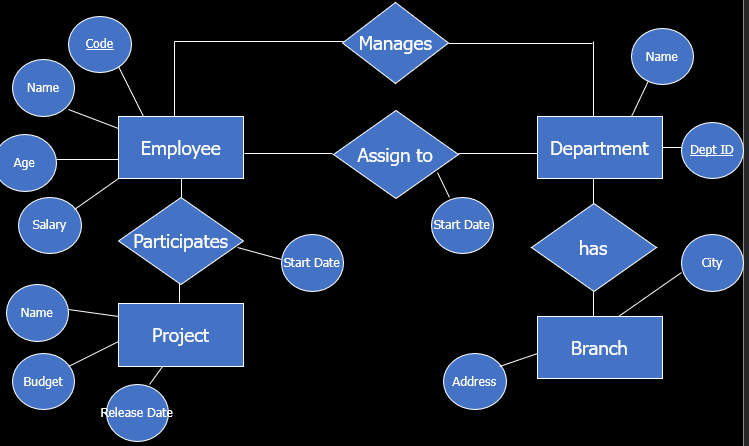 Manages
Code
Name
Name
Employee
Department
Dept ID
Assign to
Age
Salary
Start Date
Participates
has
Start Date
City
Name
Project
Branch
Budget
Address
Release Date